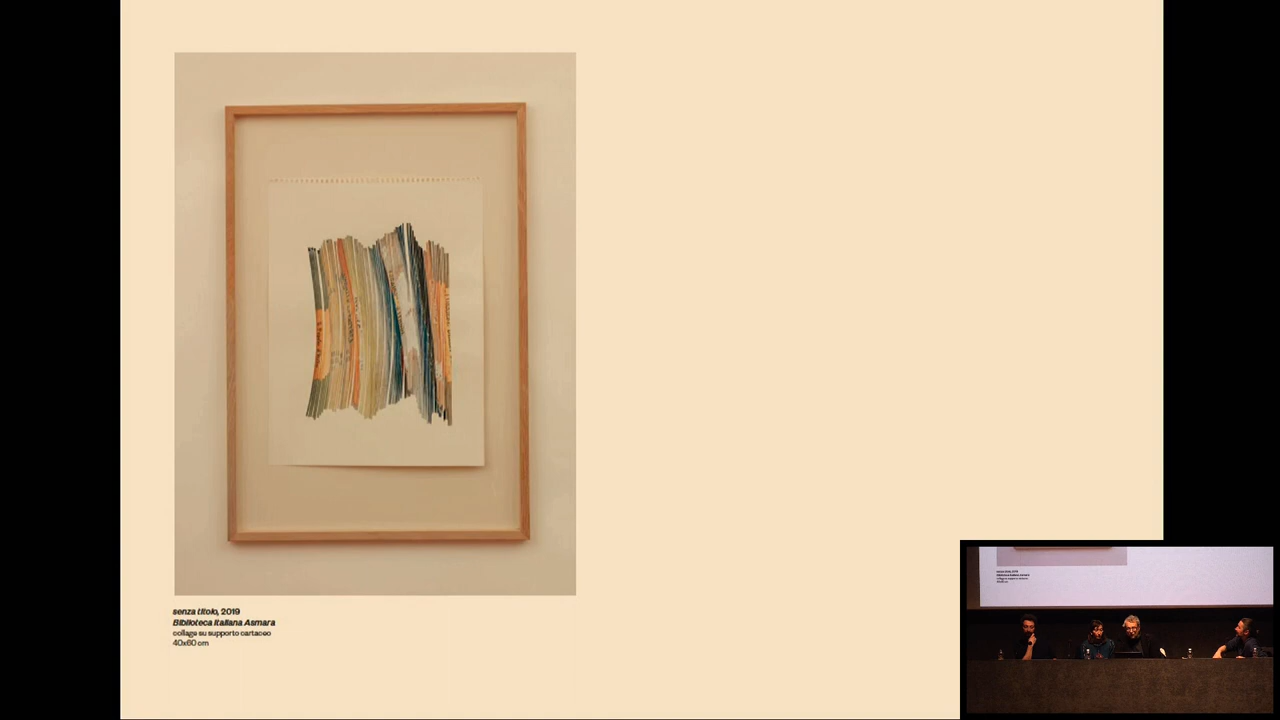 senza titolo, 2019
Biblioteca Italiana Asmara
collage su supporto cartaceo
40x60 cm